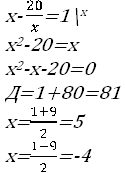 x-20/x=1\x
x²-20=x
x²-x-20=0
Д=1+80=81
x=1+9/2=5
x=1-9/2=-4